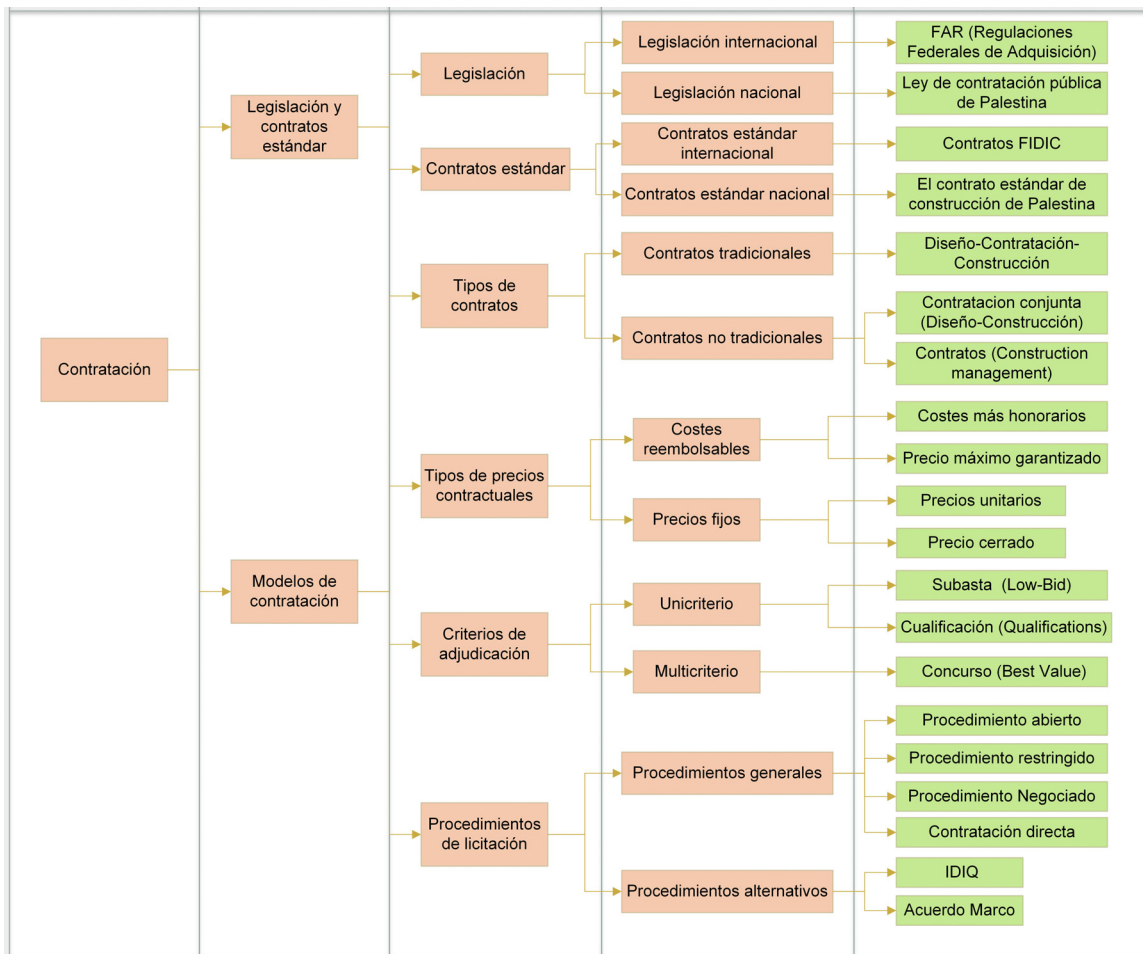 Contratación
Legislación y
contratos
estándar
Modelos de
contratación
Legislación
Contratos estándar
Tipos de
contratos
Tipos de precios
contractuales
Criterios de
adjudicación
Procedimientos
de licitación
Legislación internacional
Legislación nacional
Contratos estándar
internacional
Contratos estándar nacional
Contratos tradicionales
Contratos no tradicionales
Costes
reembolsables
Precios fijos
Unicriterio
Multicriterio
Procedimientos generales
Procedimientos alternativos
FAR (Regulaciones
Federales de Adquisición)
Ley de contratación pública
de Palestina
Contratos FIDIC
El contrato estándar de
construcción de Palestina
Diseño-Contratación-
Construcción
Contratacion conjunta
(Diseño-Construcción)
Contratos (Construction
management)
Costes más honorarios
Precio máximo garantizado
Precios unitarios
Precio cerrado
Subasta (Low-Bid)
Cualificación (Qualifications)
Concurso (Best Value)
Procedimiento abierto
Procedimiento restringido
Procedimiento Negociado
Contratación directa
IDIQ
Acuerdo Marco